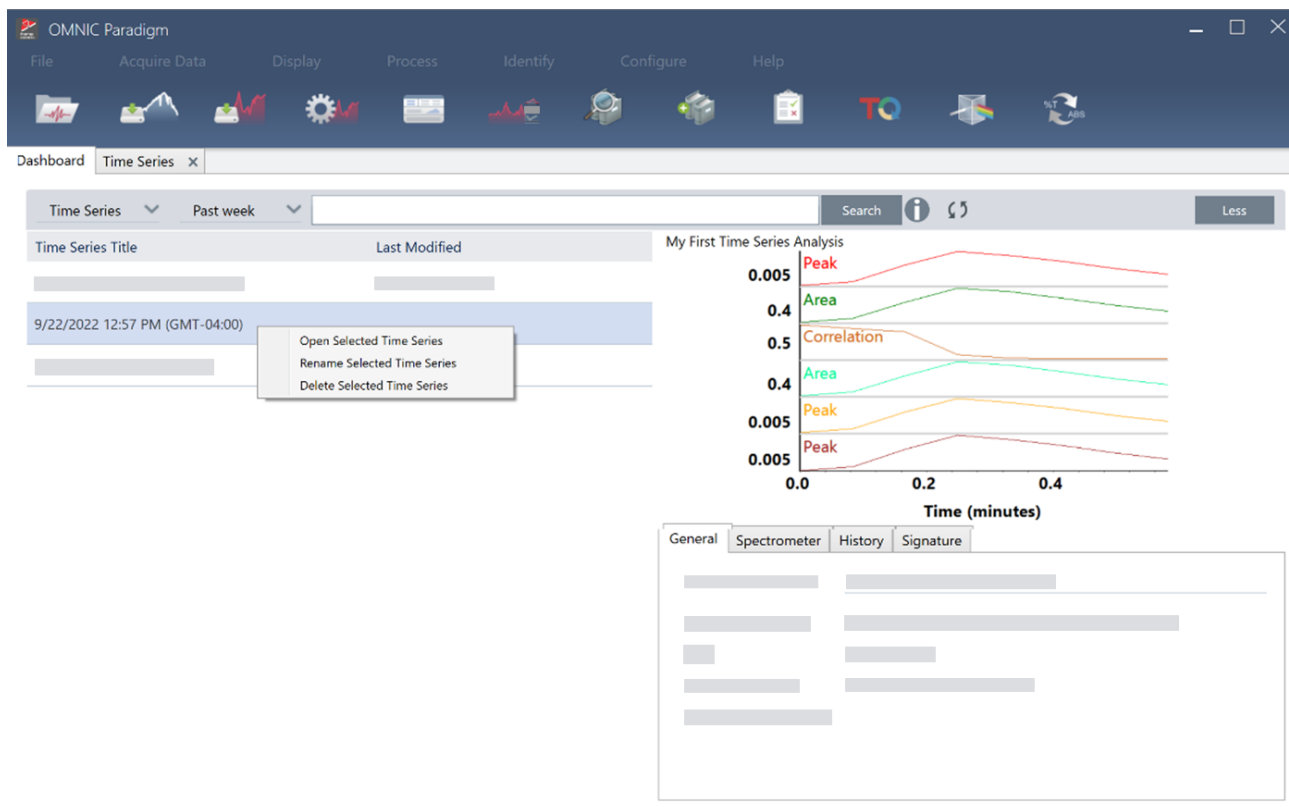 OMNIC Paradigm
File Acquire Data Display Process Identify Configure Help
TQ %T ABS
Dashboard Time Series
Time Series Past week Search i Less
Time Series Title Last Modified
9/22/2022 12:57 PM (GMT-04:00)
Open Selected Time Series
Rename Selected Time Series
Delete Selected Time Series
My First Time Series Analysis
0.005 Peak
0.4 Area
0.5 Correlation
0.4 Area
0.005 Peak
0.005 Peak
0.0 0.2 0.4
Time (minutes)
General Spectrometer History Signature